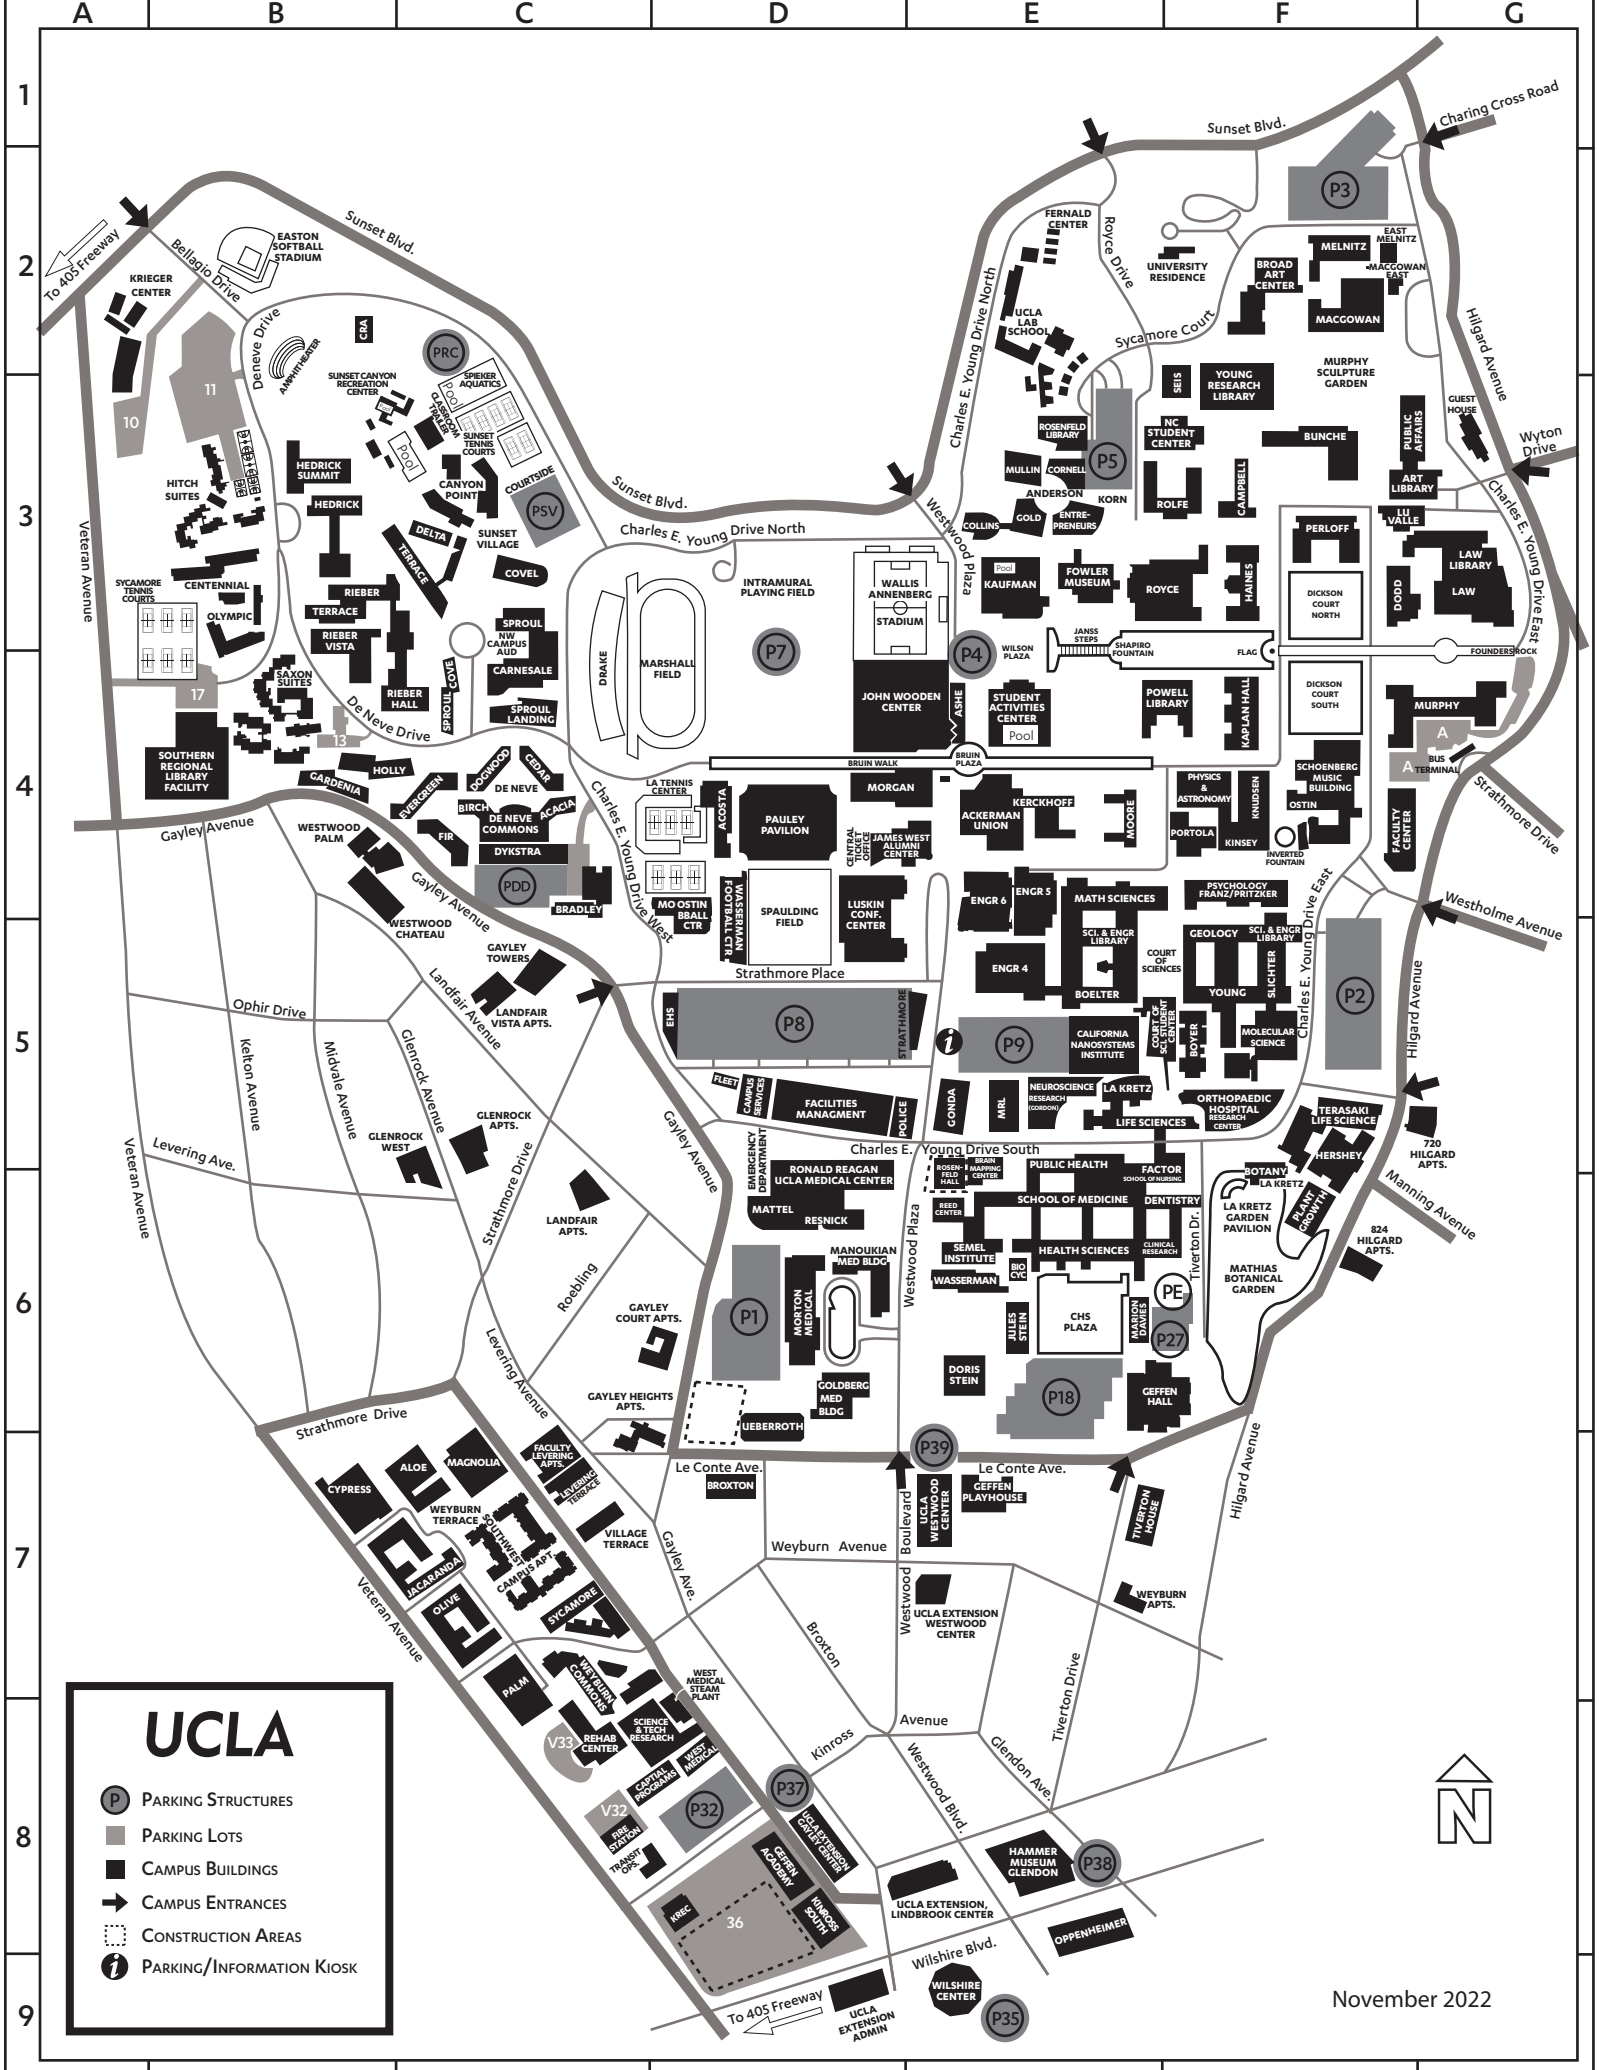 A
B
C
D
E
F
G
1
2
3
4
5
6
7
8
9
Sunset Blvd.
Charing Cross Road
P3
To 405 Freeway
Bellagio Drive
EASTON
SOFTBALL
STADIUM
Sunset Blvd.
FERNALD
CENTER
Royce Drive
UNIVERSITY
RESIDENCE
MELNITZ
EAST
MELNITZ
MACGOWAN
EAST
BROAD
ART
CENTER
MACGOWAN
KRIEGER
CENTER
Deneve Drive
AMPHITHEATER
CRA
PRC
UCLA
LAB
SCHOOL
Sycamore Court
Hilgard Avenue
Charles E. Young Drive North
MURPHY
SCULPTURE
GARDEN
10
11
SUNSET CANYON
RECREATION
CENTER
SPIEKER
AQUATICS
Pool
Pool
Pool
CLASSROOM
TRAILER
SUNSET
TENNIS
COURTS
SEIS
YOUNG
RESEARCH
LIBRARY
GUEST
HOUSE
Wyton
Drive
PUBLIC
AFFAIRS
BUNCHE
NC
STUDENT
CENTER
ROSENFELD
LIBRARY
P5
MULLIN
CORNELL
ANDERSON
KORN
COLLINS
GOLD
ENTRE-
PRENEURS
ROLFE
CAMPBELL
ART
LIBRARY
LU
VALLE
HITCH
SUITES
HEDRICK
SUMMIT
HEDRICK
CANYON
POINT
COURTSIDE
PSV
DELTA
TERRACE
SUNSET
VILLAGE
COVEL
Sunset Blvd.
Charles E. Young Drive North
Westwood Plaza
Charles E. Young Drive East
Veteran Avenue
SYCAMORE
TENNIS
COURTS
CENTENNIAL
OLYMPIC
RIEBER
TERRACE
RIEBER
VISTA
RIEBER
HALL
SPROUL
NW
CAMPUS
AUD
CARNESALE
SPROUL COVE
SPROUL
LANDING
DRAKE
MARSHALL
FIELD
INTRAMURAL
PLAYING FIELD
P7
WALLIS
ANNENBERG
STADIUM
P4
Pool
KAUFMAN
FOWLER
MUSEUM
ROYCE
HAINES
PERLOFF
DICKSON
COURT
NORTH
DODD
LAW
LIBRARY
LAW
WILSON
PLAZA
JANSS
STEPS
SHAPIRO
FOUNTAIN
FLAG
FOUNDERS ROCK
17
SAXON
SUITES
13
De Neve Drive
SOUTHERN
REGIONAL
LIBRARY
FACILITY
GARDENIA
HOLLY
EVERGREEN
DOGWOOD
CEDAR
DE NEVE
BIRCH
ACACIA
DE NEVE
COMMONS
FIR
DYKSTRA
PDD
BRADLEY
JOHN WOODEN
CENTER
ASHE
STUDENT
ACTIVITIES
CENTER
Pool
POWELL
LIBRARY
KAPLAN HALL
DICKSON
COURT
SOUTH
MURPHY
A
A
BUS
TERMINAL
Strathmore Drive
BRUIN WALK
BRUIN
PLAZA
LA TENNIS
CENTER
ACOSTA
PAULEY
PAVILION
MORGAN
CENTRAL
TICKET
OFFICE
JAMES WEST
ALUMNI
CENTER
ACKERMAN
UNION
KERCKHOFF
MOORE
PHYSICS
&
ASTRONOMY
KNUDSEN
PORTOLA
KINSEY
SCHOENBERG
MUSIC
BUILDING
OSTIN
INVERTED
FOUNTAIN
FACULTY
CENTER
Gayley Avenue
WESTWOOD
PALM
WESTWOOD
CHATEAU
Gayley Avenue
Charles E. Young Drive West
MO OSTIN
BBALL
CTR
WASSERMAN
FOOTBALL CTR
SPAULDING
FIELD
LUSKIN
CONF.
CENTER
ENGR 6
ENGR 5
MATH SCIENCES
SCI. & ENGR
LIBRARY
ENGR 4
BOELTER
COURT
OF
SCIENCES
PSYCHOLOGY
FRANZ/PRITZKER
GEOLOGY
SCI. & ENGR
LIBRARY
YOUNG
SLICHTER
Charles E. Young Drive East
Westholme Avenue
P2
Hilgard Avenue
Strathmore Place
GAYLEY
TOWERS
LANDFAIR
VISTA APTS.
Landfair Avenue
Ophir Drive
Kelton Avenue
Midvale Avenue
Glenrock Avenue
EHS
P8
STRATHMORE
P9
CALIFORNIA
NANOSYSTEMS
INSTITUTE
COURT OF
SCI. STUDENT
CENTER
BOYER
MOLECULAR
SCIENCE
FLEET
CAMPUS
SERVICES
FACILITIES
MANAGMENT
POLICE
GONDA
MRL
NEUROSCIENCE
RESEARCH
(GORDON)
LA KRETZ
LIFE SCIENCES
ORTHOPAEDIC
HOSPITAL
RESEARCH
CENTER
TERASAKI
LIFE SCIENCE
HERSHEY
720
HILGARD
APTS.
Manning Avenue
Charles E. Young Drive South
Levering Ave.
Veteran Avenue
GLENROCK
WEST
GLENROCK
APTS.
Strathmore Drive
LANDFAIR
APTS.
Gayley Avenue
EMERGENCY
DEPARTMENT
RONALD REAGAN
UCLA MEDICAL CENTER
MATTEL
RESNICK
ROSEN-
FELD
HALL
BRAIN
MAPPING
CENTER
REED
CENTER
PUBLIC HEALTH
FACTOR
SCHOOL OF NURSING
SCHOOL OF MEDICINE
DENTISTRY
SEMEL
INSTITUTE
HEALTH SCIENCES
CLINICAL
RESEARCH
WASSERMAN
BIO
CYC
Tiverton Dr.
BOTANY
LA KRETZ
LA KRETZ
GARDEN
PAVILION
PLANT
GROWTH
MATHIAS
BOTANICAL
GARDEN
824
HILGARD
APTS.
Westwood Plaza
MANOUKIAN
MED BLDG
P1
MORTON
MEDICAL
JULES
STEIN
CHS
PLAZA
MARION
DAVIES
PE
P27
Roebling
GAYLEY
COURT APTS.
GAYLEY HEIGHTS
APTS.
Levering Avenue
GOLDBERG
MED
BLDG
UEBERROTH
DORIS
STEIN
P18
GEFFEN
HALL
P39
Strathmore Drive
Le Conte Ave.
Le Conte Ave.
BROXTON
UCLA
WESTWOOD
CENTER
GEFFEN
PLAYHOUSE
TIVERTON
HOUSE
Hilgard Avenue
CYPRESS
ALOE
MAGNOLIA
FACULTY
LEVERING
APTS.
LEVERING
TERRACE
WEYBURN
TERRACE
SOUTHWEST
CAMPUS APT.
VILLAGE
TERRACE
JACARANDA
OLIVE
SYCAMORE
Veteran Avenue
Gayley Ave.
Weyburn Avenue
Westwood Boulevard
UCLA EXTENSION
WESTWOOD
CENTER
WEYBURN
APTS.
Broxton
Tiverton Drive
PALM
WEYBURN
COMMONS
WEST
MEDICAL
STEAM
PLANT
V33
REHAB
CENTER
SCIENCE
& TECH
RESEARCH
CAPTIAL
PROGRAMS
WEST
MEDICAL
Kinross
Avenue
Westwood Blvd.
Glendon Ave.
V32
FIRE
STATION
TRANSIT
OPS.
P32
P37
UCLA EXTENSION
GAYLEY CENTER
GEFFEN
ACADEMY
KREC
36
KINROSS
SOUTH
UCLA EXTENSION,
LINDBROOK CENTER
HAMMER
MUSEUM
GLENDON
P38
OPPENHEIMER
Wilshire Blvd.
To 405 Freeway
UCLA
EXTENSION
ADMIN
WILSHIRE
CENTER
P35
UCLA
P PARKING STRUCTURES
PARKING LOTS
CAMPUS BUILDINGS
CAMPUS ENTRANCES
CONSTRUCTION AREAS
i PARKING/INFORMATION KIOSK
N
November 2022